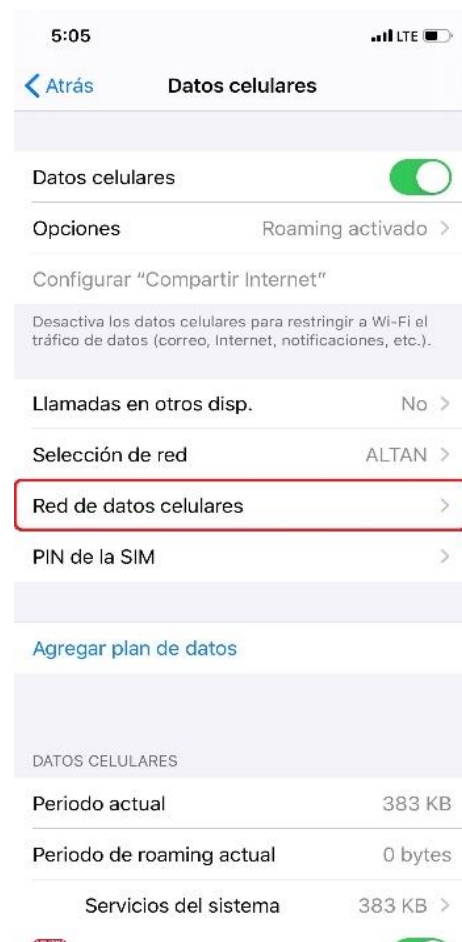 5:05 LTE
Atrás Datos celulares
Datos celulares
Opciones Roaming activado
Configurar “Compartir Internet”
Desactiva los datos celulares para restringir a Wi-Fi el
tráfico de datos (correo, Internet, notificaciones, etc.).
Llamadas en otros disp. No
Selección de red ALTAN
Red de datos celulares
PIN de la SIM
Agregar plan de datos
DATOS CELULARES
Periodo actual 383 KB
Periodo de roaming actual 0 bytes
Servicios del sistema 383 KB